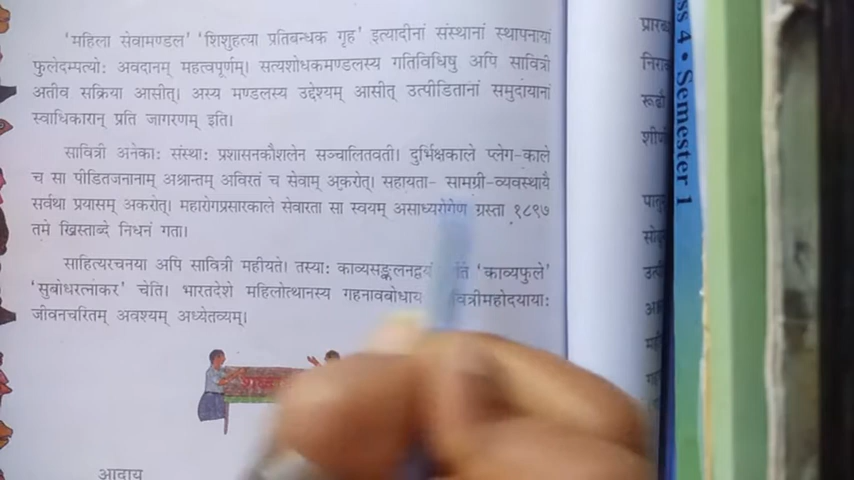 'महिला सेवामण्डल' 'शिशुहत्या प्रतिबन्धक गृह' इत्यादीनां संस्थानां स्थापनायां
फुलेदम्पत्योः अवदानम् महत्वपूर्णम्। सत्यशोधकमण्डलस्य गतिविधिषु अपि सावित्री
अतीव सक्रिया आसीत्। अस्य मण्डलस्य उद्देश्यम् आसीत् उत्पीडितानां समुदायानां
स्वाधिकारान् प्रति जागरणम् इति।
सावित्री अनेकाः संस्थाः प्रशासनकौशलेन सञ्चालितवती। दुर्भिक्षकाले प्लेग-काले
च सा पीडितजनानाम् अश्रान्तम् अविरतं च सेवाम् अकरोत्। सहायता- सामग्री-व्यवस्थायै
सर्वथा प्रयासम् अकरोत्। महारोगप्रसारकाले सेवारता सा स्वयम् असाध्यरोगेण ग्रस्ता १८९७
तमे ख्रिस्ताब्दे निधनं गता।
साहित्यरचनया अपि सावित्री महीयते। तस्याः काव्यसङ्कलनद्वयं 'काव्यफुले'
'सुबोधरत्नाकर' चेति। भारतदेशे महिलोत्थानस्य गहनावबोधाय
जीवनचरितम् अवश्यम् अध्येतव्यम्।
आदाय
ss 4 • Semester 1